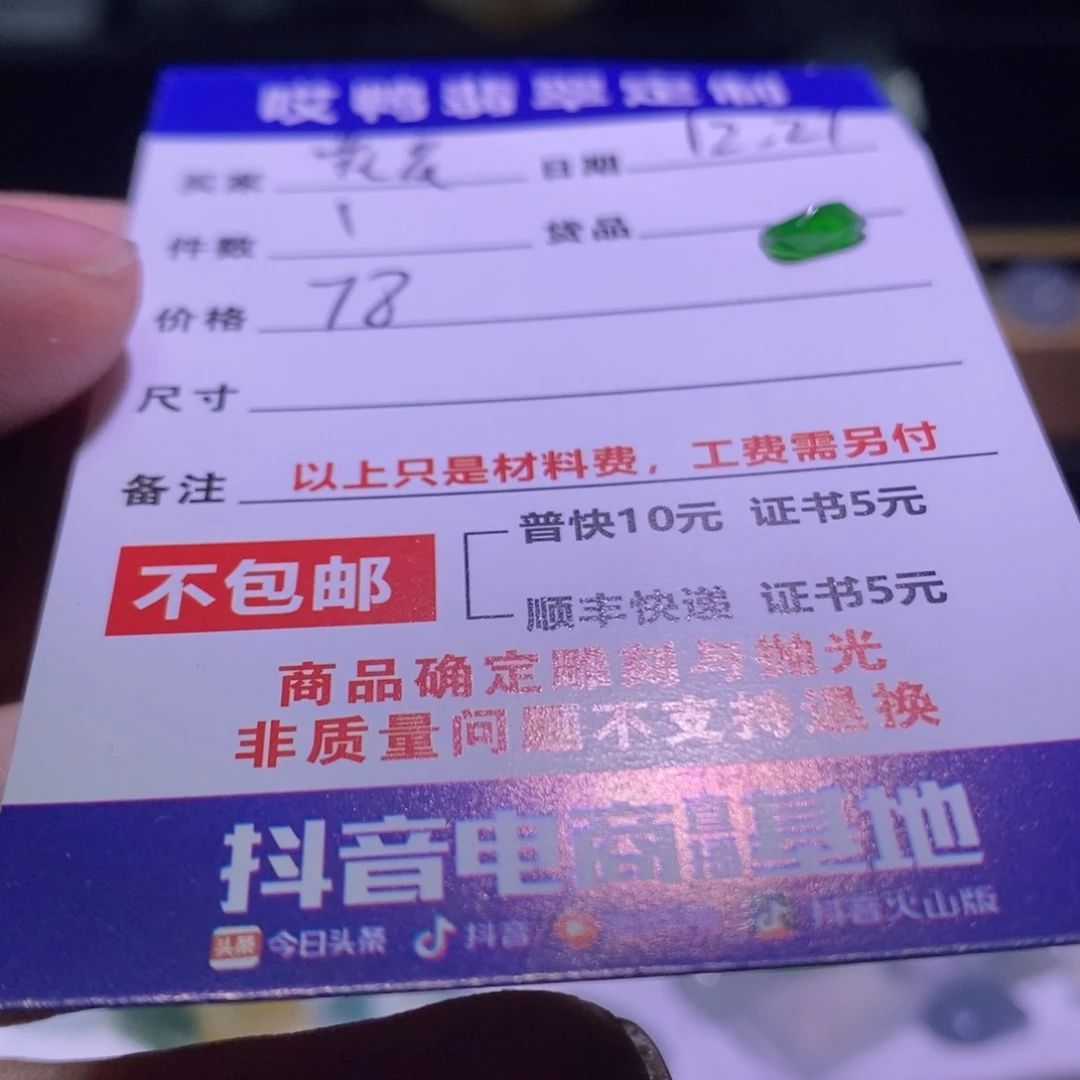 哎鸭翡翠定制
买家 日期 12.21
件数 1 货品
价格 78
尺寸
备注 以上只是材料费，工费需另付
不包邮
普快10元 证书5元
顺丰快递 证书5元
商品确定雕刻与抛光
非质量问题不支持退换
抖音电商直播基地
头条 今日头条 抖音 抖音火山版